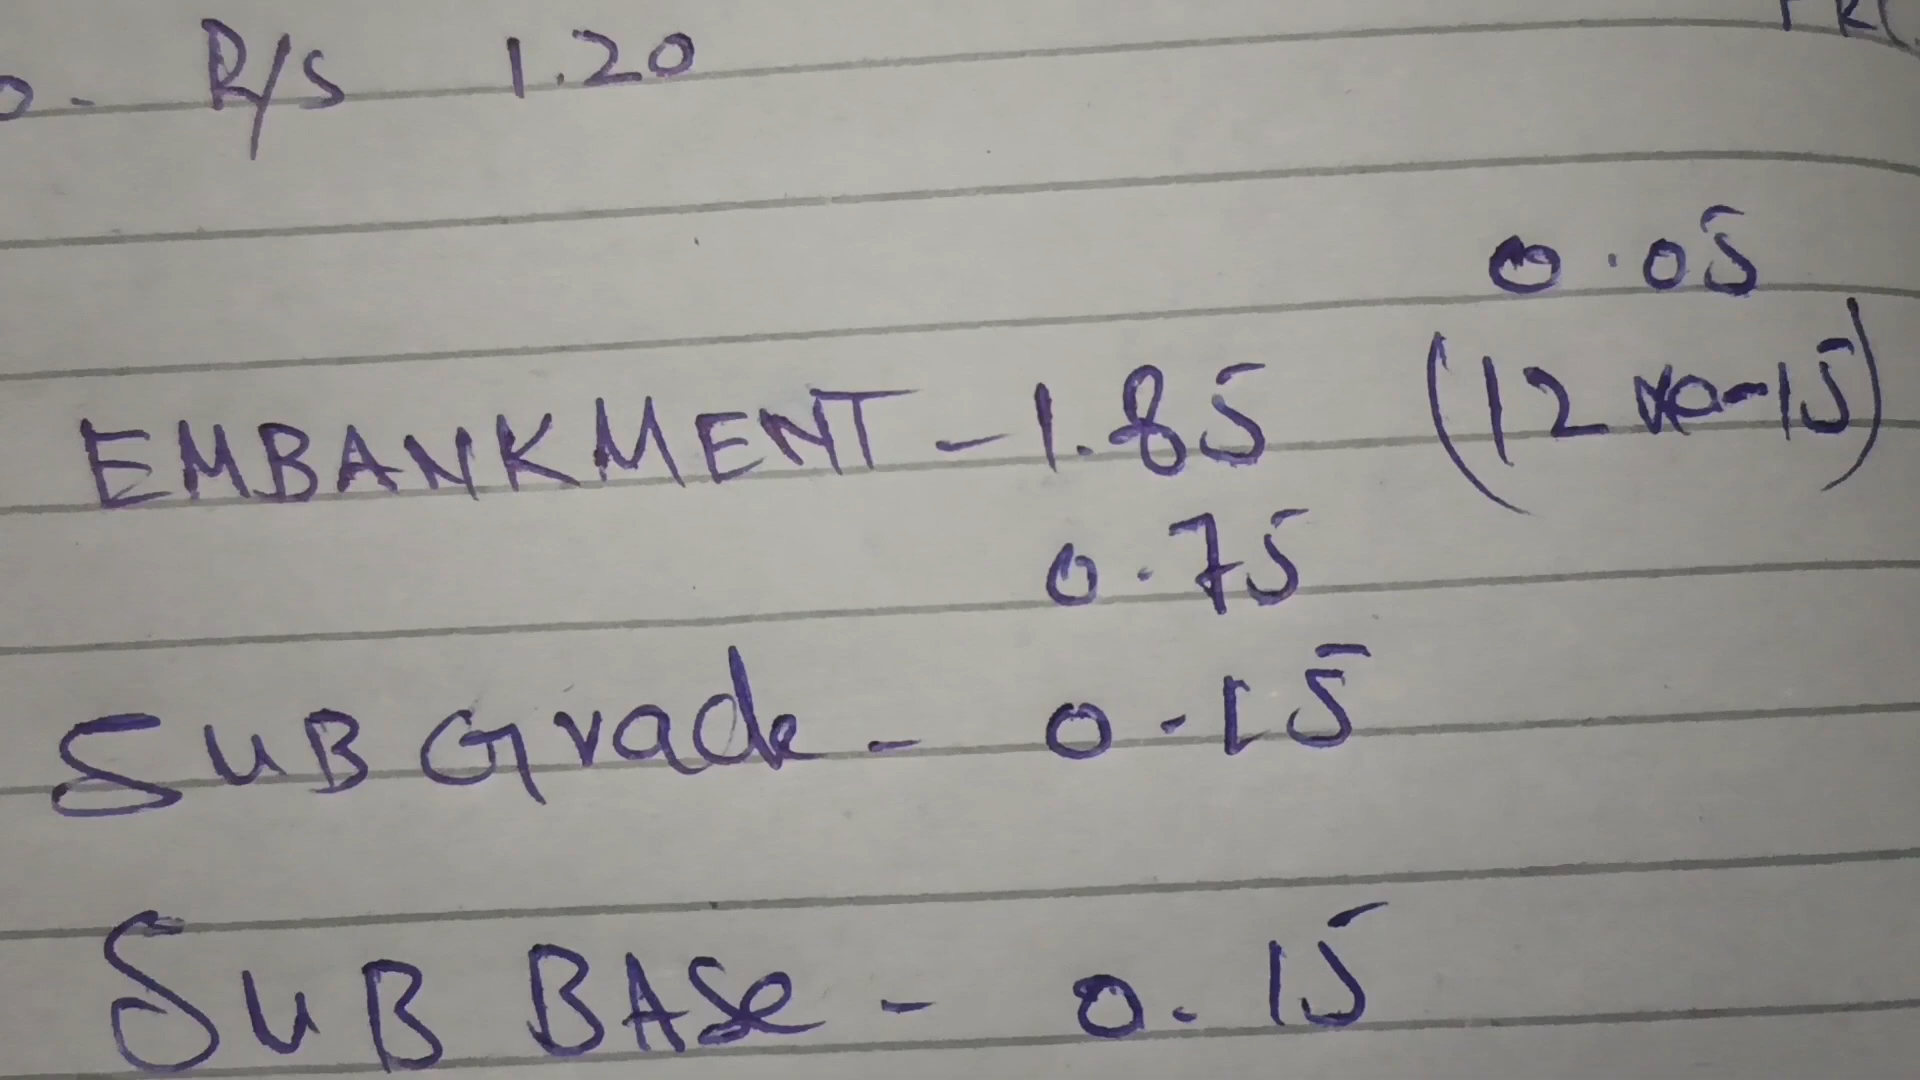 R/S 1.20
0.05
EMBANKMENT - 1.85 (12 x0-15)
0.75
SUB Grade - 0.15
SUB BASe - 0.15